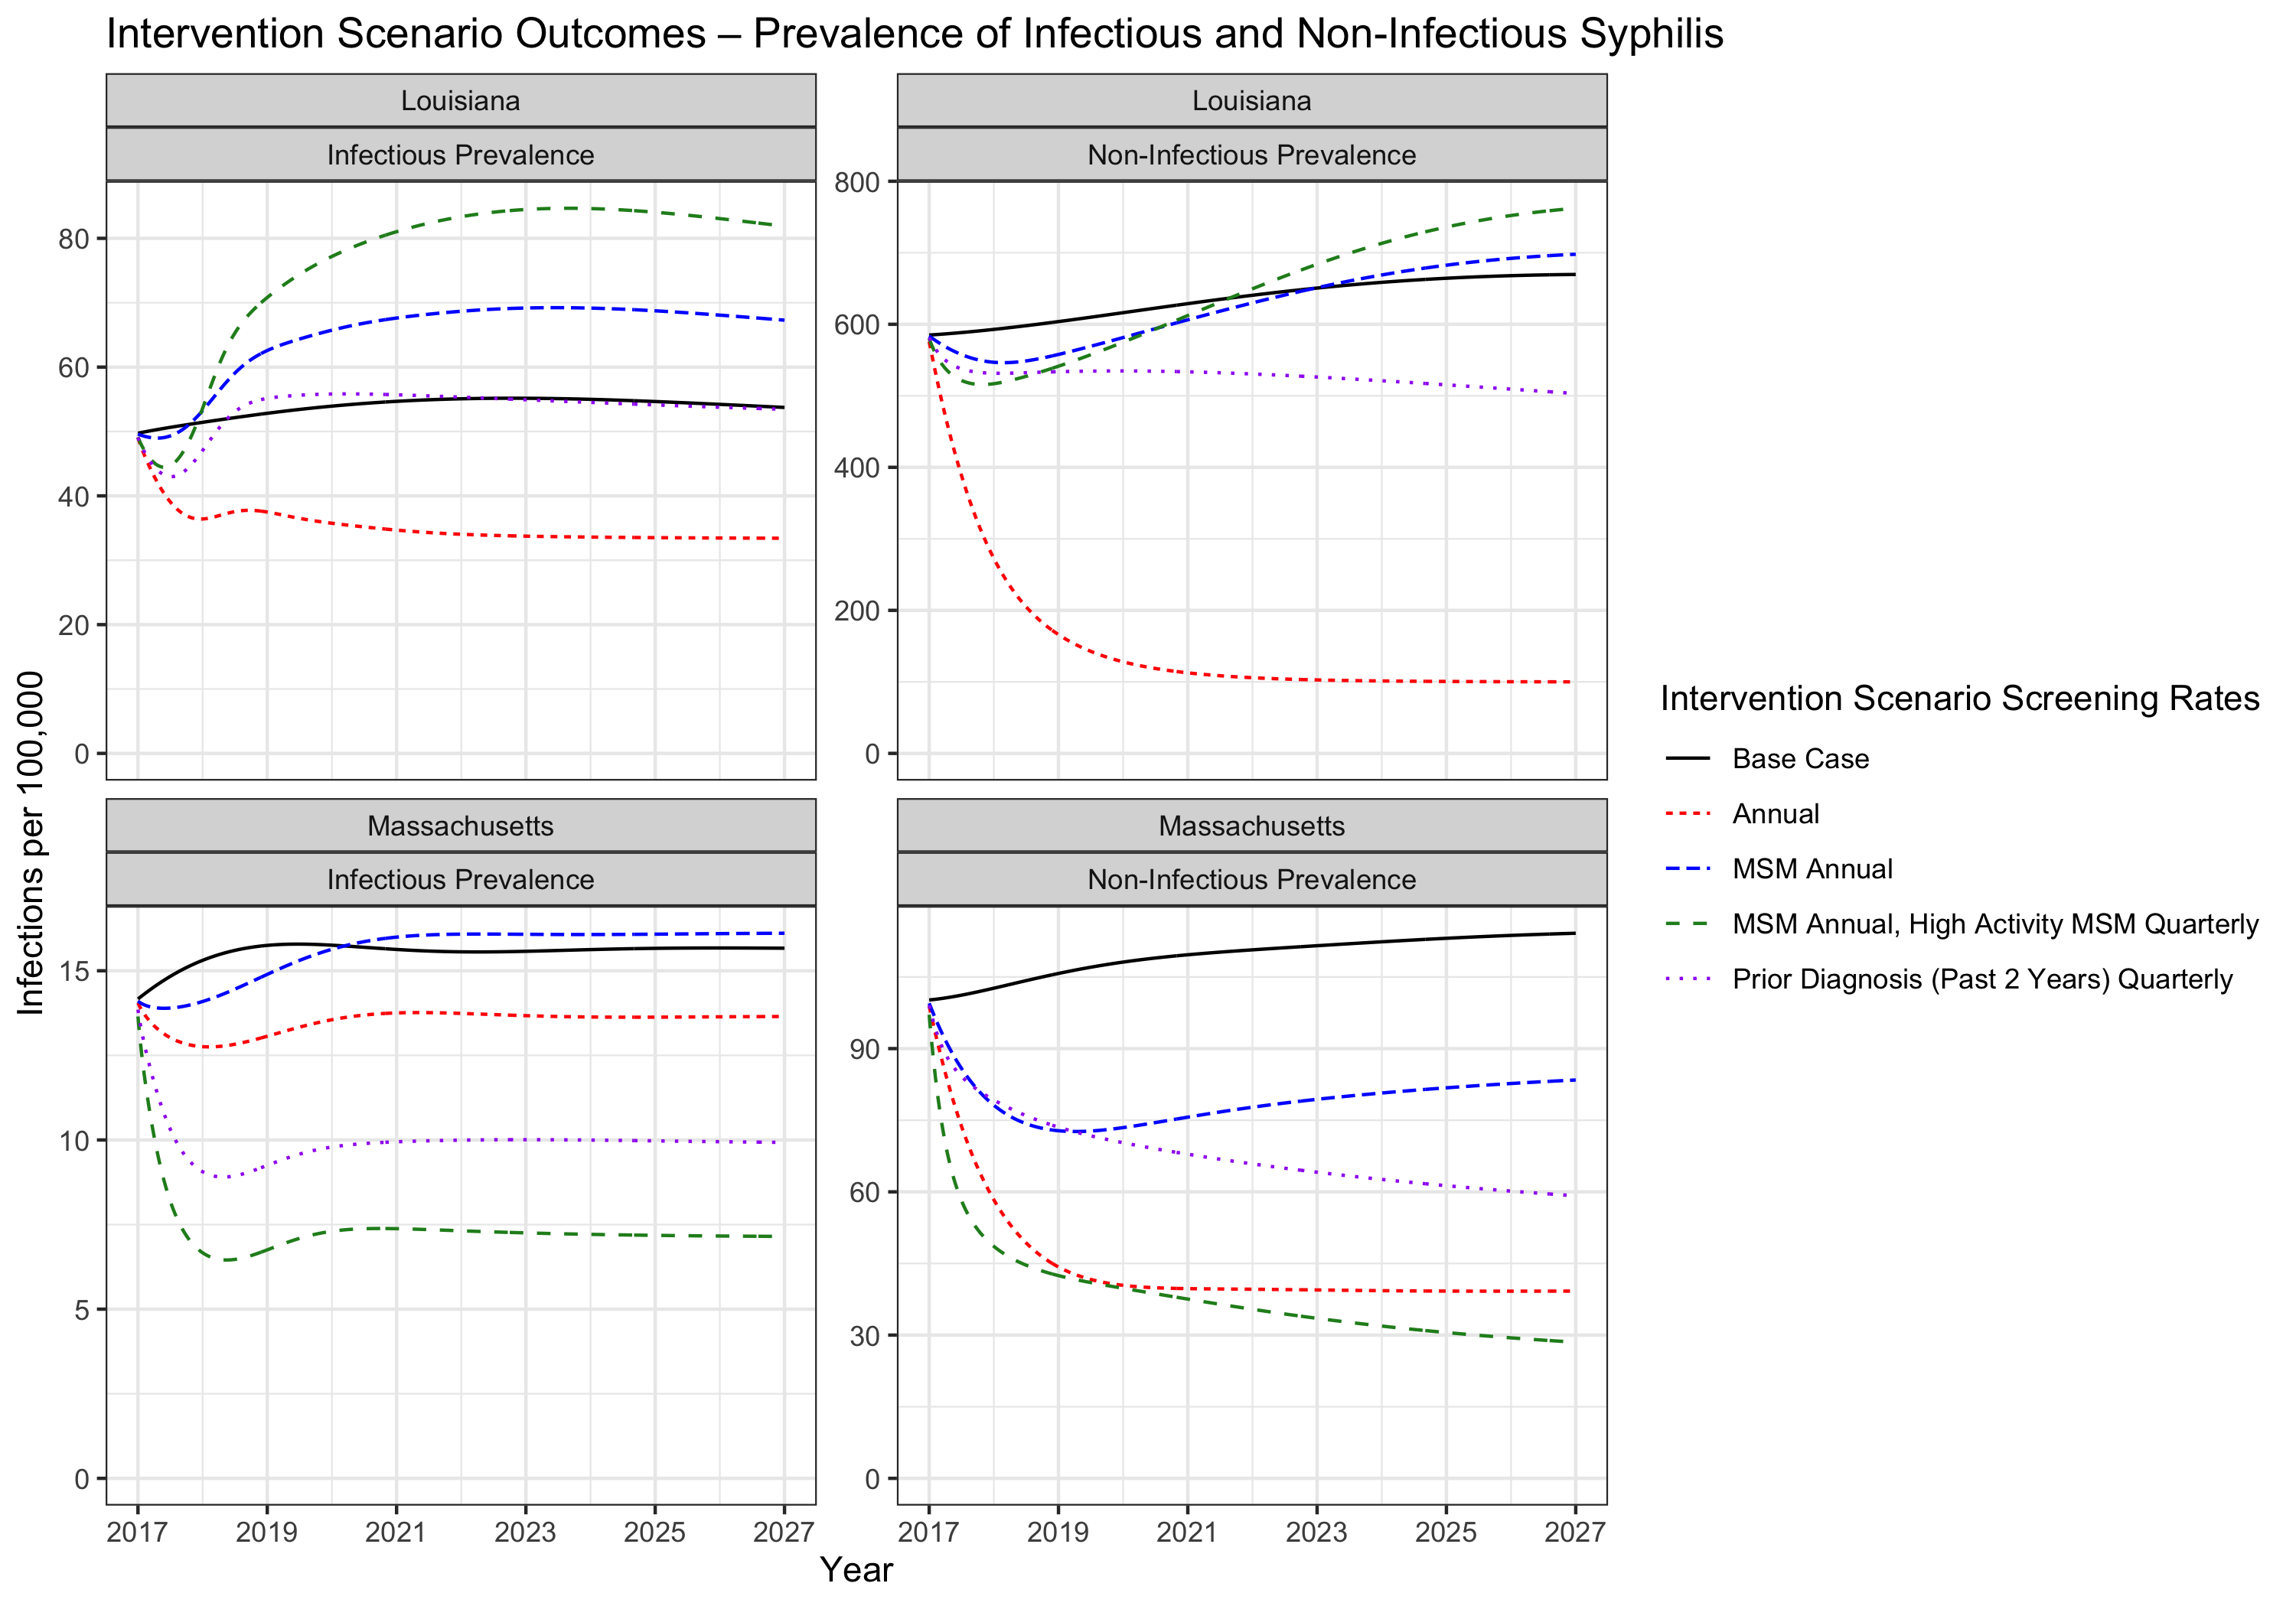 Intervention Scenario Outcomes – Prevalence of Infectious and Non-Infectious Syphilis
Louisiana
Infectious Prevalence
80
60
40
20
0
Louisiana
Non-Infectious Prevalence
800
600
400
200
0
Infections per 100,000
Massachusetts
Infectious Prevalence
15
10
5
0
2017 2019 2021 2023 2025 2027
Massachusetts
Non-Infectious Prevalence
90
60
30
0
2017 2019 2021 2023 2025 2027
Year
Intervention Scenario Screening Rates
Base Case
Annual
MSM Annual
MSM Annual, High Activity MSM Quarterly
Prior Diagnosis (Past 2 Years) Quarterly